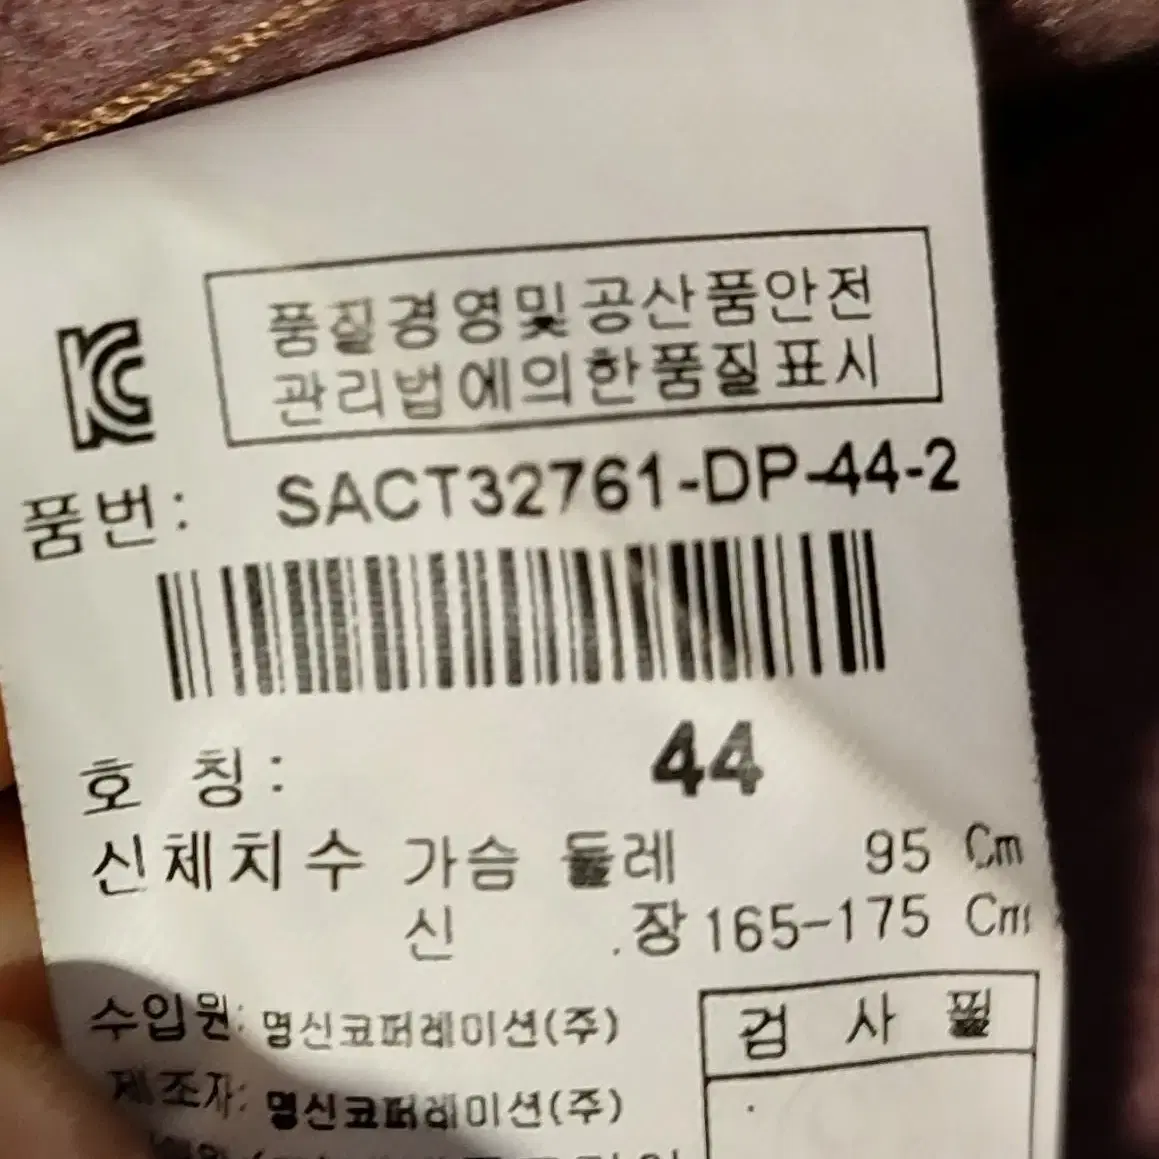 KC
품질경영및공산품안전
관리법에의한품질표시
품번: SACT32761-DP-44-2
호 칭: 44
신체치수 가슴 둘레 95 Cm
신 장 165-175 Cm
수입원: 명신코퍼레이션(주)
검 사 필
제조자: 명신코퍼레이션(주)